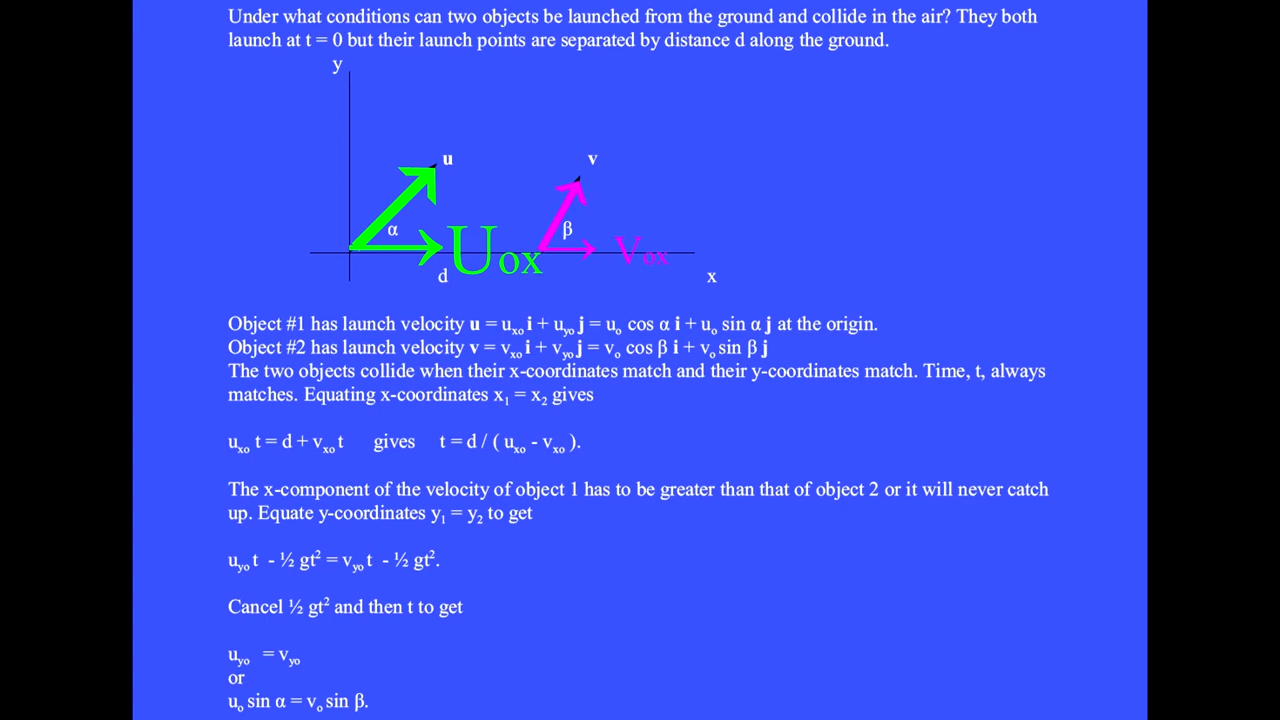 Under what conditions can two objects be launched from the ground and collide in the air? They both
launch at t = 0 but their launch points are separated by distance d along the ground.
y
u
v
α
β
Uox
Vox
d
x
Object #1 has launch velocity u = uₓₒ i + uyo j = uₒ cos α i + uₒ sin α j at the origin.
Object #2 has launch velocity v = vₓₒ i + vyo j = vₒ cos β i + vₒ sin β j
The two objects collide when their x-coordinates match and their y-coordinates match. Time, t, always
matches. Equating x-coordinates x₁ = x₂ gives
uₓₒ t = d + vₓₒ t gives t = d / ( uₓₒ - vₓₒ ).
The x-component of the velocity of object 1 has to be greater than that of object 2 or it will never catch
up. Equate y-coordinates y₁ = y₂ to get
uyo t - ½ gt² = vyo t - ½ gt².
Cancel ½ gt² and then t to get
uyo = vyo
or
uₒ sin α = vₒ sin β.